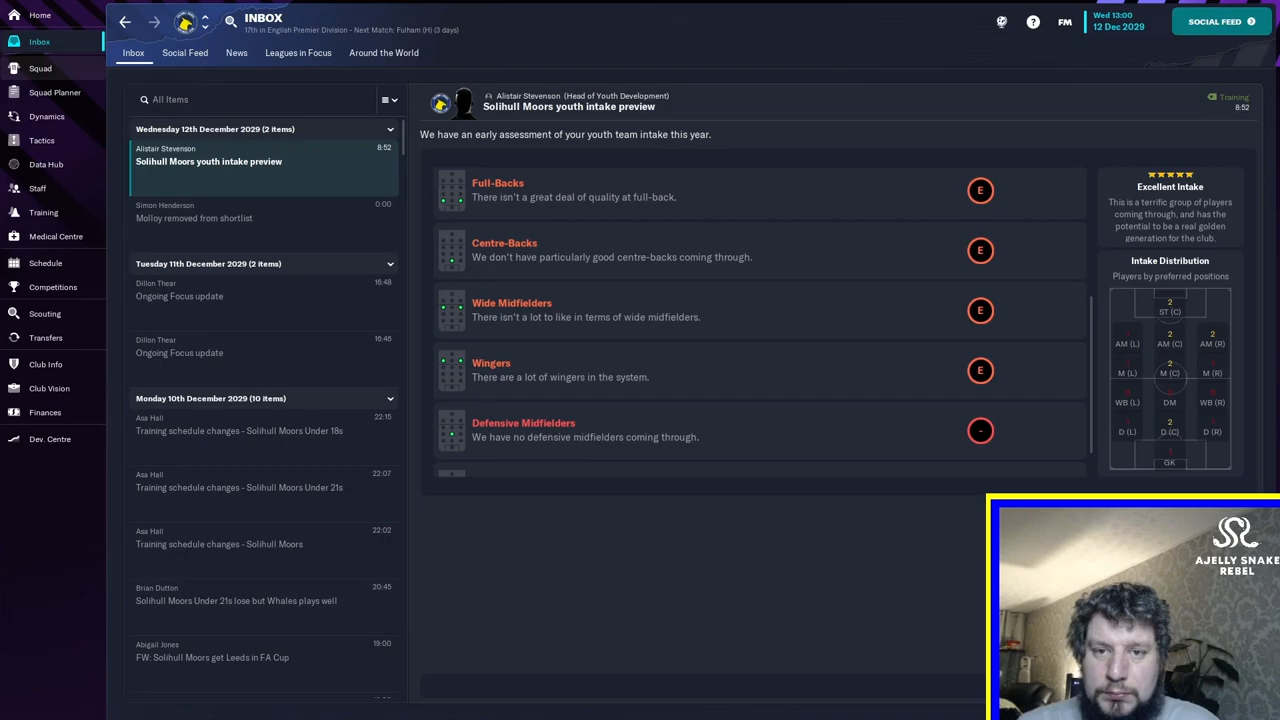 Home
Inbox
Squad
Squad Planner
Dynamics
Tactics
Data Hub
Staff
Training
Medical Centre
Schedule
Competitions
Scouting
Transfers
Club Info
Club Vision
Finances
Dev. Centre
INBOX
17th in English Premier Division - Next Match: Fulham (H) (3 days)
?
FM
Wed 13:00
12 Dec 2029
SOCIAL FEED
Inbox
Social Feed
News
Leagues in Focus
Around the World
All Items
Wednesday 12th December 2029 (2 items)
Alistair Stevenson
8:52
Solihull Moors youth intake preview
Simon Henderson
0:00
Molloy removed from shortlist
Tuesday 11th December 2029 (2 items)
Dillon Thear
16:48
Ongoing Focus update
Dillon Thear
16:46
Ongoing Focus update
Monday 10th December 2029 (10 items)
Asa Hall
22:15
Training schedule changes - Solihull Moors Under 18s
Asa Hall
22:07
Training schedule changes - Solihull Moors Under 21s
Asa Hall
22:02
Training schedule changes - Solihull Moors
Brian Dutton
20:45
Solihull Moors Under 21s lose but Whales plays well
Abigail Jones
19:00
FW: Solihull Moors get Leeds in FA Cup
Alistair Stevenson (Head of Youth Development)
Solihull Moors youth intake preview
Training
8:52
We have an early assessment of your youth team intake this year.
Full-Backs
There isn't a great deal of quality at full-back.
E
Centre-Backs
We don't have particularly good centre-backs coming through.
E
Wide Midfielders
There isn't a lot to like in terms of wide midfielders.
E
Wingers
There are a lot of wingers in the system.
E
Defensive Midfielders
We have no defensive midfielders coming through.
-
Excellent Intake
This is a terrific group of players
coming through, and has the
potential to be a real golden
generation for the club.
Intake Distribution
Players by preferred positions
2
ST (C)
2
2
AM (L)
AM (C)
AM (R)
2
M (L)
M (C)
M (R)
WB (L)
DM
WB (R)
2
D (L)
D (C)
D (R)
GK
AJELLY SNAKE
REBEL